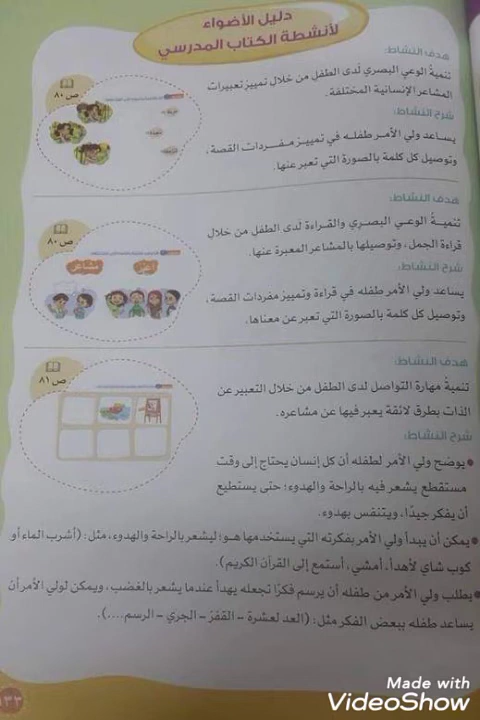 دليل الأضواء
لأنشطة الكتاب المدرسي
هدف النشاط:
تنمية الوعي البصري لدى الطفل من خلال تمييز تعبيرات
المشاعر الإنسانية المختلفة.
شرح النشاط:
يساعد ولي الأمر طفله في تمييز مفردات القصة،
وتوصيل كل كلمة بالصورة التي تعبر عنها.
ص ٨٠
هدف النشاط:
تنمية الوعي البصري والقراءة لدى الطفل من خلال
قراءة الجمل، وتوصيلها بالمشاعر المعبرة عنها.
شرح النشاط:
يساعد ولي الأمر طفله في قراءة وتمييز مفردات القصة،
وتوصيل كل كلمة بالصورة التي تعبر عن معناها.
ص ٨٠
هدف النشاط:
تنمية مهارة التواصل لدى الطفل من خلال التعبير عن
الذات بطرق لائقة يعبر فيها عن مشاعره.
شرح النشاط:
ص ٨١
• يوضح ولي الأمر لطفله أن كل إنسان يحتاج إلى وقت
مستقطع يشعر فيه بالراحة والهدوء؛ حتى يستطيع
أن يفكر جيدًا، ويتنفس بهدوء.
• يمكن أن يبدأ ولي الأمر بفكرته التي يستخدمها هو؛ ليشعر بالراحة والهدوء، مثل: (أشرب الماء أو
كوب شاي لأهدأ، أمشي، أستمع إلى القرآن الكريم).
• يطلب ولي الأمر من طفله أن يرسم فكرًا تجعله يهدأ عندما يشعر بالغضب، ويمكن لولي الأمر أن
يساعد طفله ببعض الفكر مثل: (العد لعشرة - القفز - الجري - الرسم....).
١٣٣
Made with
VideoShow